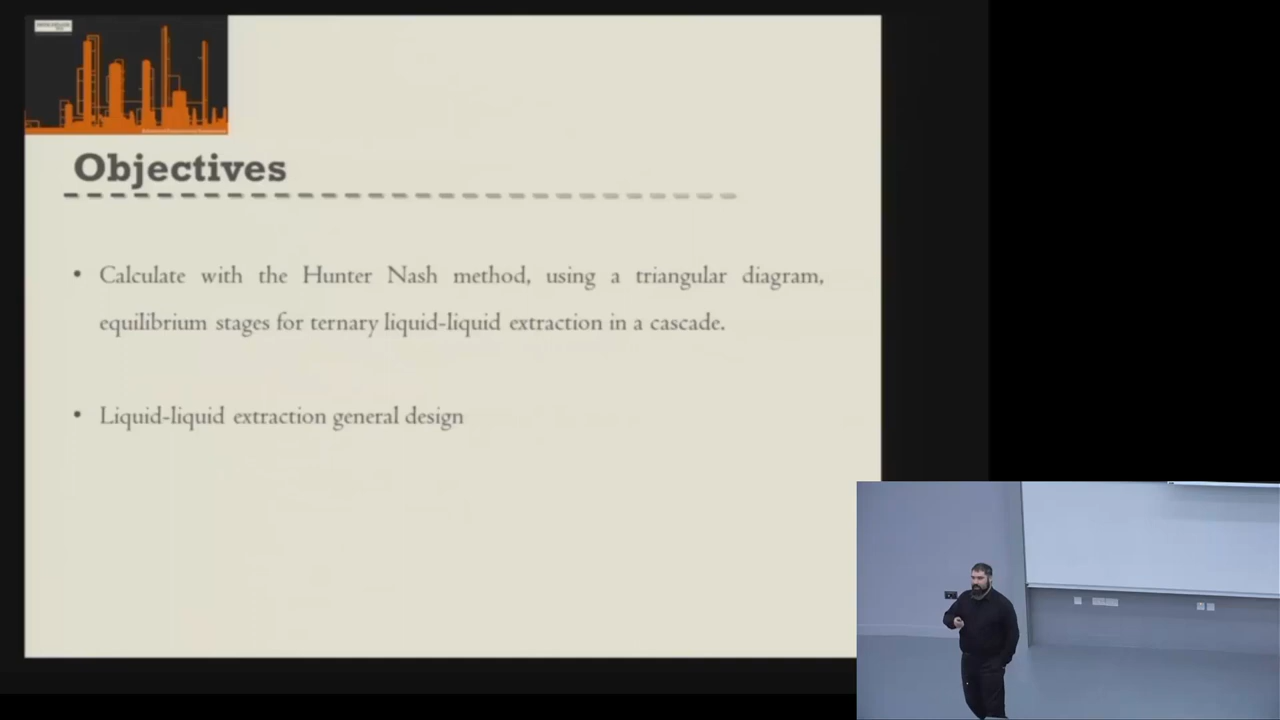 Objectives
• Calculate with the Hunter Nash method, using a triangular diagram,
equilibrium stages for ternary liquid-liquid extraction in a cascade.
• Liquid-liquid extraction general design